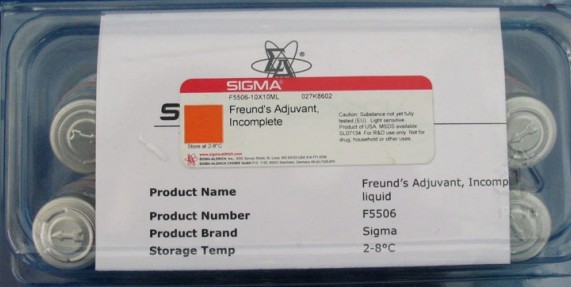 SIGMA®
F5506-10X10ML 027K8602
Freund's Adjuvant,
Incomplete
Caution: Substance not yet fully
tested (EU). Light sensitive
Product of USA. MSDS available
SL07134 For R&D use only. Not for
drug, household or other uses.
Store at 2-8°C
S
Product Name Freund's Adjuvant, Incomp
liquid
Product Number F5506
Product Brand Sigma
Storage Temp 2-8°C